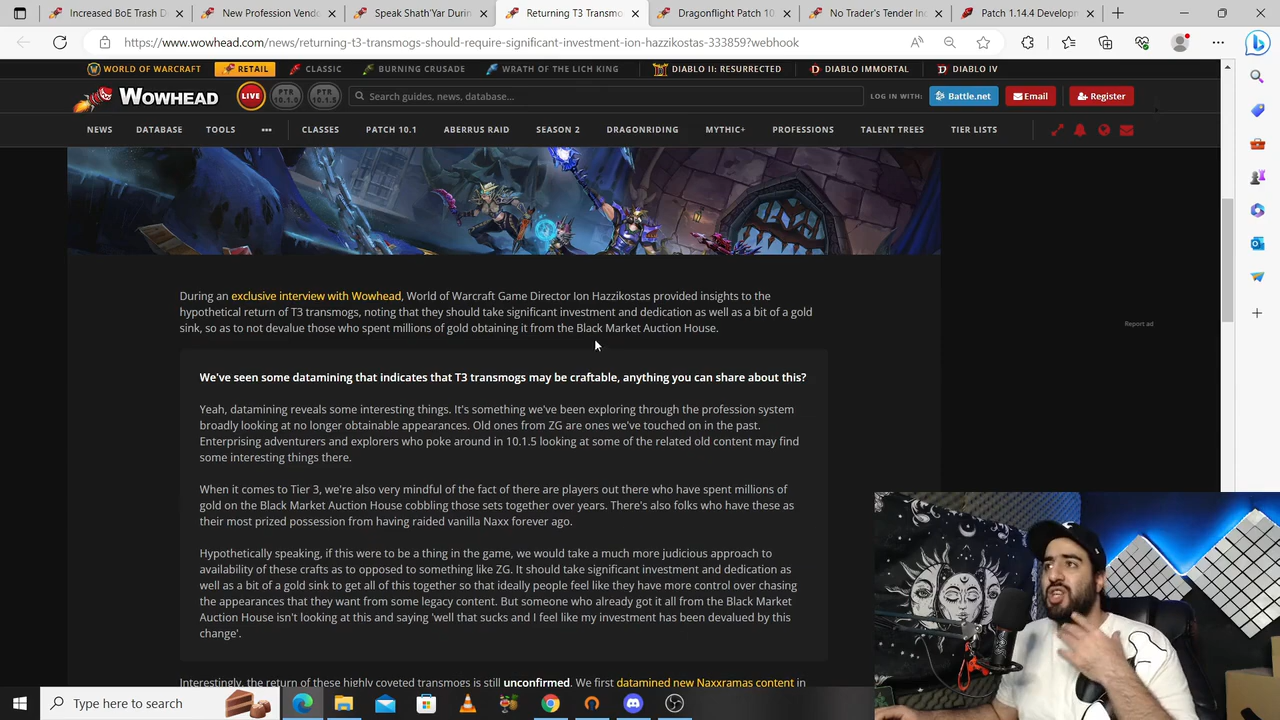 Increased BoE Trash D
New Profession Vend
Speak Shath'Yar Durin
Returning T3 Transmo
Dragonflight Patch 10
No Trader's Tender In
Patch 1.14.4 Develop
https://www.wowhead.com/news/returning-t3-transmogs-should-require-significant-investment-ion-hazzikostas-333859?webhook
WORLD OF WARCRAFT
RETAIL
CLASSIC
BURNING CRUSADE
WRATH OF THE LICH KING
DIABLO II: RESURRECTED
DIABLO IMMORTAL
DIABLO IV
WOWHEAD
LIVE
PTR 10.1.0
PTR 10.1.5
Search guides, news, database...
LOG IN WITH:
Battle.net
Email
Register
NEWS
DATABASE
TOOLS
•••
CLASSES
PATCH 10.1
ABERRUS RAID
SEASON 2
DRAGONRIDING
MYTHIC+
PROFESSIONS
TALENT TREES
TIER LISTS
During an exclusive interview with Wowhead, World of Warcraft Game Director Ion Hazzikostas provided insights to the
hypothetical return of T3 transmogs, noting that they should take significant investment and dedication as well as a bit of a gold
sink, so as to not devalue those who spent millions of gold obtaining it from the Black Market Auction House.
Report ad
We've seen some datamining that indicates that T3 transmogs may be craftable, anything you can share about this?
Yeah, datamining reveals some interesting things. It's something we've been exploring through the profession system
broadly looking at no longer obtainable appearances. Old ones from ZG are ones we've touched on in the past.
Enterprising adventurers and explorers who poke around in 10.1.5 looking at some of the related old content may find
some interesting things there.
When it comes to Tier 3, we're also very mindful of the fact of there are players out there who have spent millions of
gold on the Black Market Auction House cobbling those sets together over years. There's also folks who have these as
their most prized possession from having raided vanilla Naxx forever ago.
Hypothetically speaking, if this were to be a thing in the game, we would take a much more judicious approach to
availability of these crafts as to opposed to something like ZG. It should take significant investment and dedication as
well as a bit of a gold sink to get all of this together so that ideally people feel like they have more control over chasing
the appearances that they want from some legacy content. But someone who already got it all from the Black Market
Auction House isn't looking at this and saying 'well that sucks and I feel like my investment has been devalued by this
change'.
Interestingly, the return of these highly coveted transmogs is still unconfirmed. We first datamined new Naxxramas content in
Type here to search